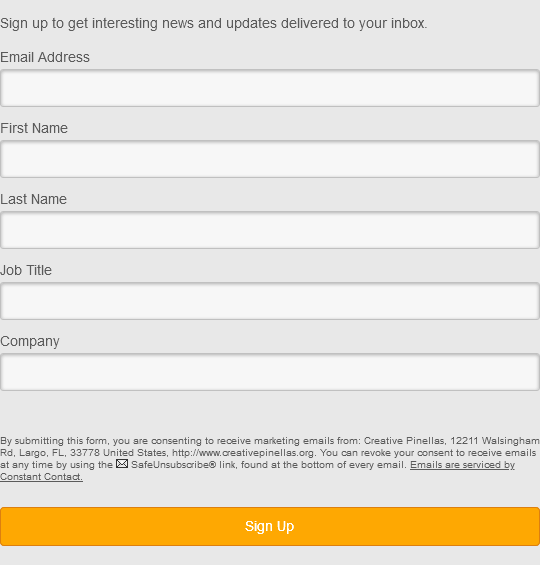 Sign up to get interesting news and updates delivered to your inbox.
Email Address
First Name
Last Name
Job Title
Company
By submitting this form, you are consenting to receive marketing emails from: Creative Pinellas, 12211 Walsingham
Rd, Largo, FL, 33778 United States, http://www.creativepinellas.org. You can revoke your consent to receive emails
at any time by using the SafeUnsubscribe® link, found at the bottom of every email. Emails are serviced by
Constant Contact.
Sign Up